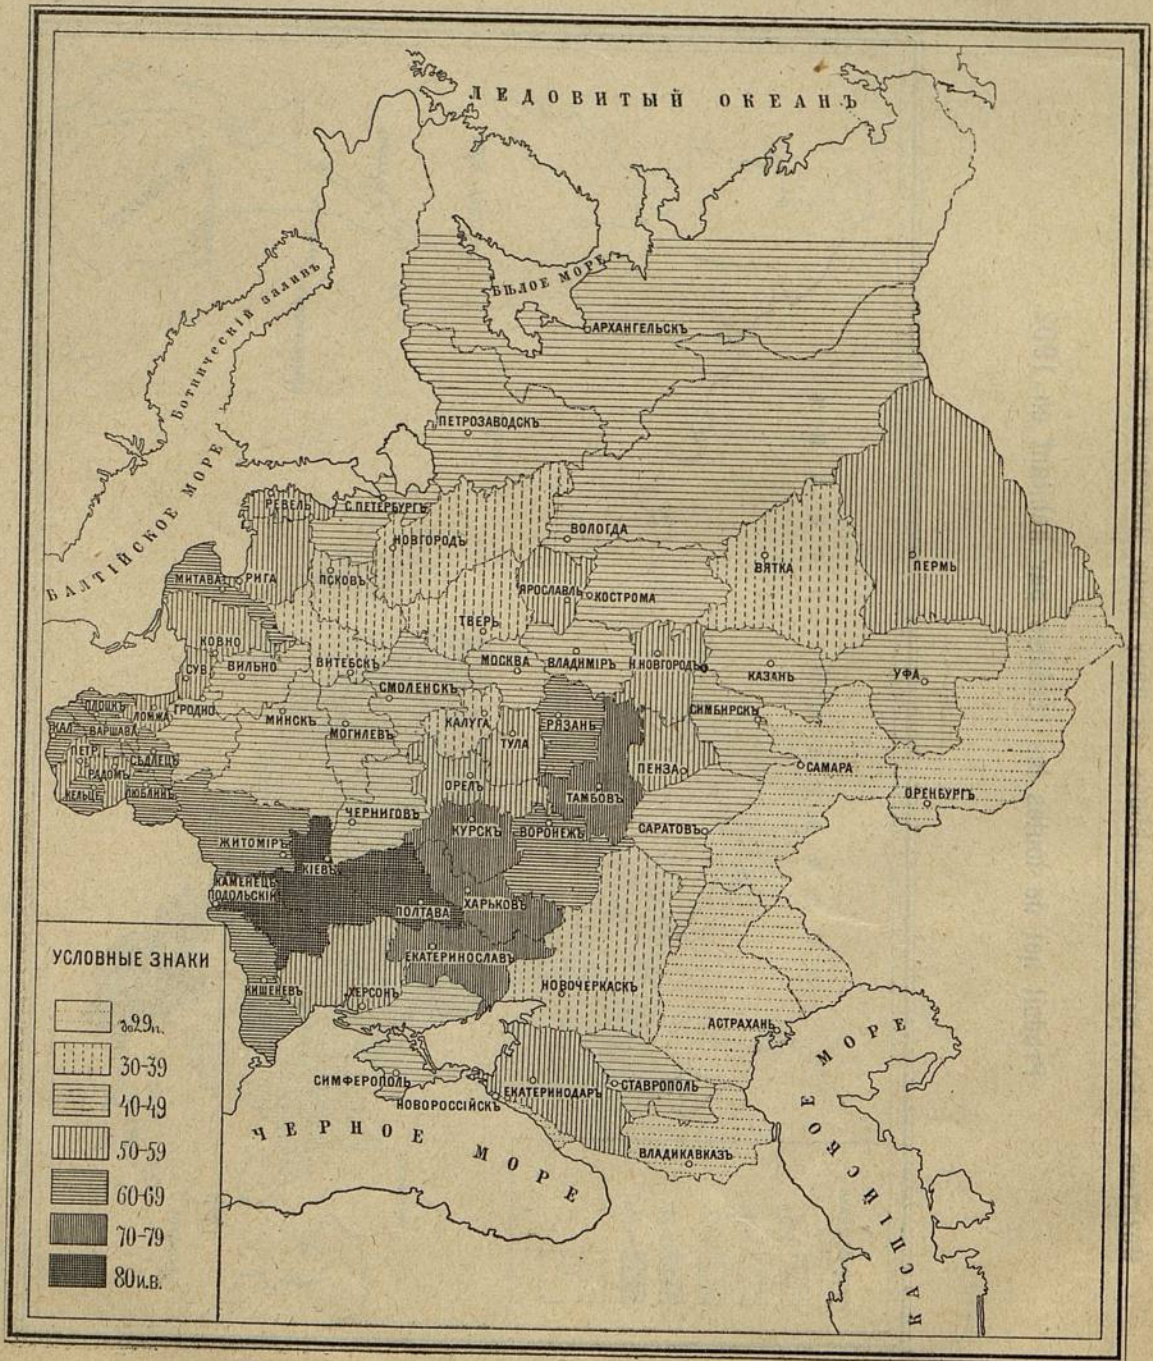 ЛЕДОВИТЫЙ ОКЕАНЪ
БѢЛОЕ МОРЕ
Ботническій заливъ
АРХАНГЕЛЬСКЪ
ПЕТРОЗАВОДСКЪ
БАЛТІЙСКОЕ МОРЕ
РЕВЕЛЬ
С.ПЕТЕРБУРГЪ
НОВГОРОДЪ
ВОЛОГДА
ВЯТКА
ПЕРМЬ
МИТАВА
РИГА
ПСКОВЪ
ЯРОСЛАВЛЬ
КОСТРОМА
ТВЕРЬ
КОВНО
СУВ.
ВИЛЬНО
ВИТЕБСКЪ
МОСКВА
ВЛАДИМІРЪ
Н.НОВГОРОДЪ
КАЗАНЬ
УФА
СМОЛЕНСКЪ
ПЛОЦКЪ
ЛОМЖА
ГРОДНО
МИНСКЪ
МОГИЛЕВЪ
КАЛУГА
ТУЛА
РЯЗАНЬ
СИМБИРСКЪ
КАЛ.
ВАРШАВА
ПЕТР.
СѢДЛЕЦЪ
РАДОМЪ
КЕЛЬЦЕ
ЛЮБЛИНЪ
ПЕНЗА
САМАРА
ОРЕНБУРГЪ
ОРЕЛЪ
ТАМБОВЪ
ЧЕРНИГОВЪ
КУРСКЪ
ВОРОНЕЖЪ
САРАТОВЪ
ЖИТОМІРЪ
КІЕВЪ
КАМЕНЕЦЪ
ПОДОЛЬСКІЙ
ПОЛТАВА
ХАРЬКОВЪ
ЕКАТЕРИНОСЛАВЪ
КИШЕНЕВЪ
ХЕРСОНЪ
НОВОЧЕРКАСКЪ
АСТРАХАНЬ
СИМФЕРОПОЛЬ
НОВОРОССІЙСКЪ
ЕКАТЕРИНОДАРЪ
СТАВРОПОЛЬ
ВЛАДИКАВКАЗЪ
ЧЕРНОЕ МОРЕ
КАСПІЙСКОЕ МОРЕ
УСЛОВНЫЕ ЗНАКИ
до29п.
30-39
40-49
50-59
60-69
70-79
80 и.в.